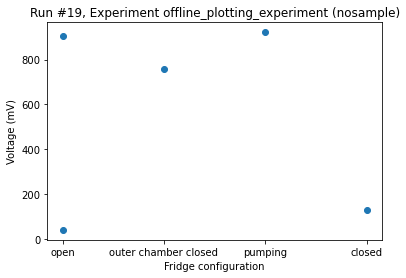 Run #19, Experiment offline_plotting_experiment (nosample)
Voltage (mV)
800
600
400
200
0
open
outer chamber closed
pumping
closed
Fridge configuration